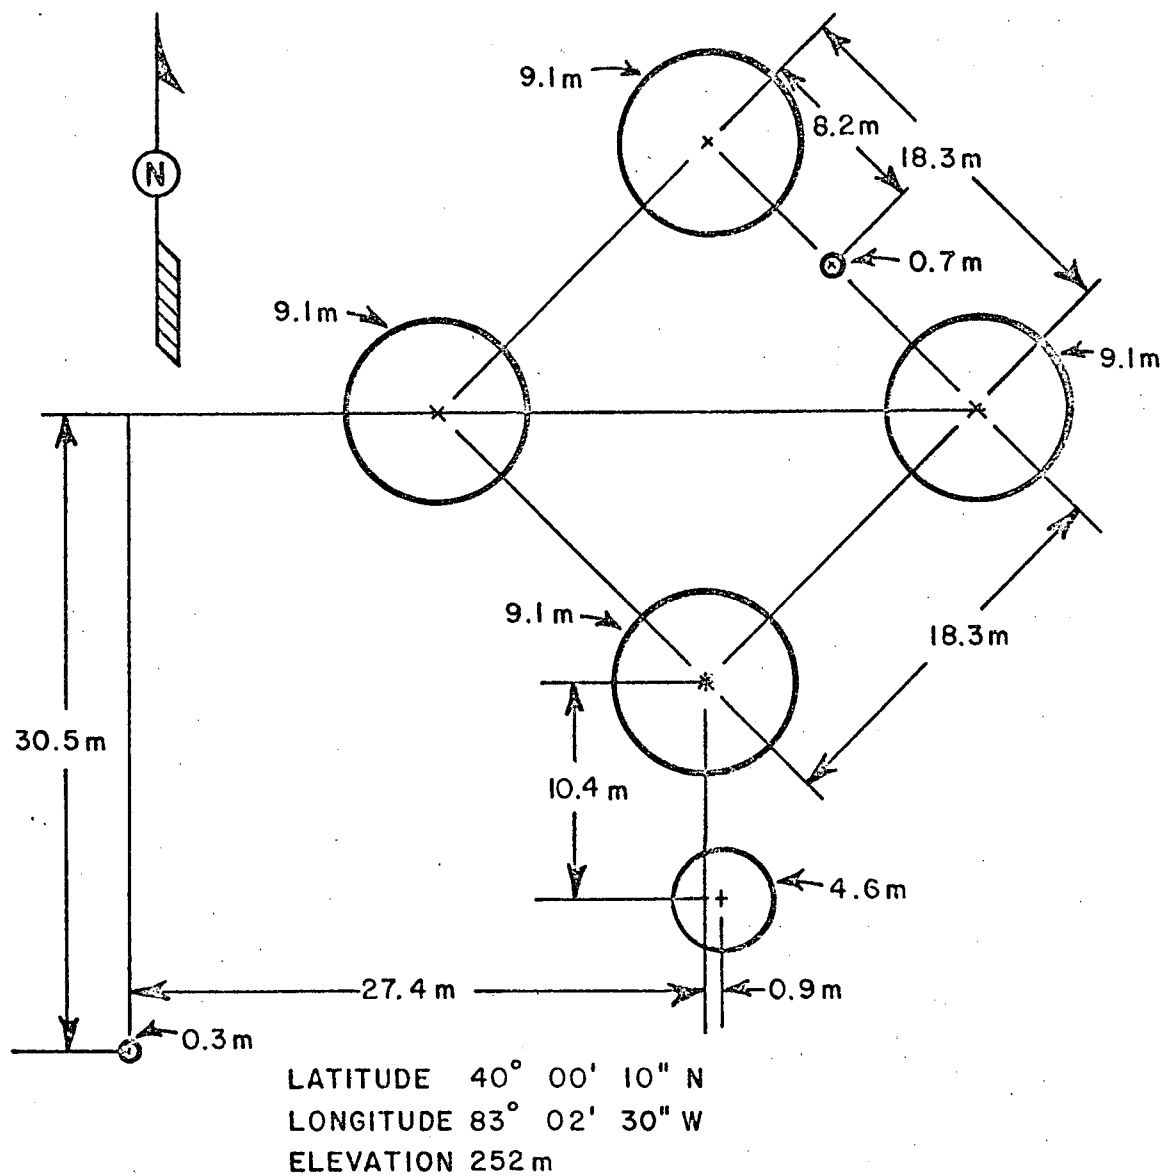 9.1m
8.2m
18.3m
N
0.7m
9.1m
9.1m
9.1m
18.3m
30.5m
10.4m
4.6m
27.4m
0.9m
0.3m
LATITUDE 40° 00' 10" N
LONGITUDE 83° 02' 30" W
ELEVATION 252m